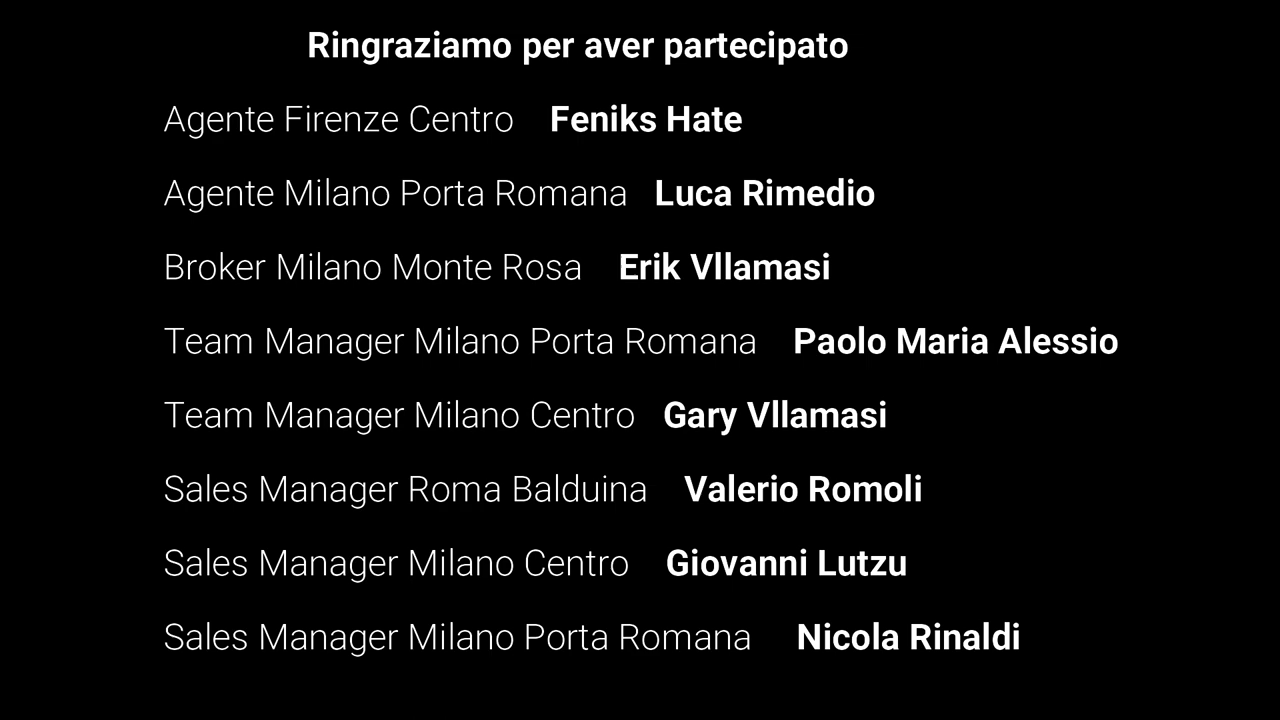 Ringraziamo per aver partecipato
Agente Firenze Centro Feniks Hate
Agente Milano Porta Romana Luca Rimedio
Broker Milano Monte Rosa Erik Vllamasi
Team Manager Milano Porta Romana Paolo Maria Alessio
Team Manager Milano Centro Gary Vllamasi
Sales Manager Roma Balduina Valerio Romoli
Sales Manager Milano Centro Giovanni Lutzu
Sales Manager Milano Porta Romana Nicola Rinaldi